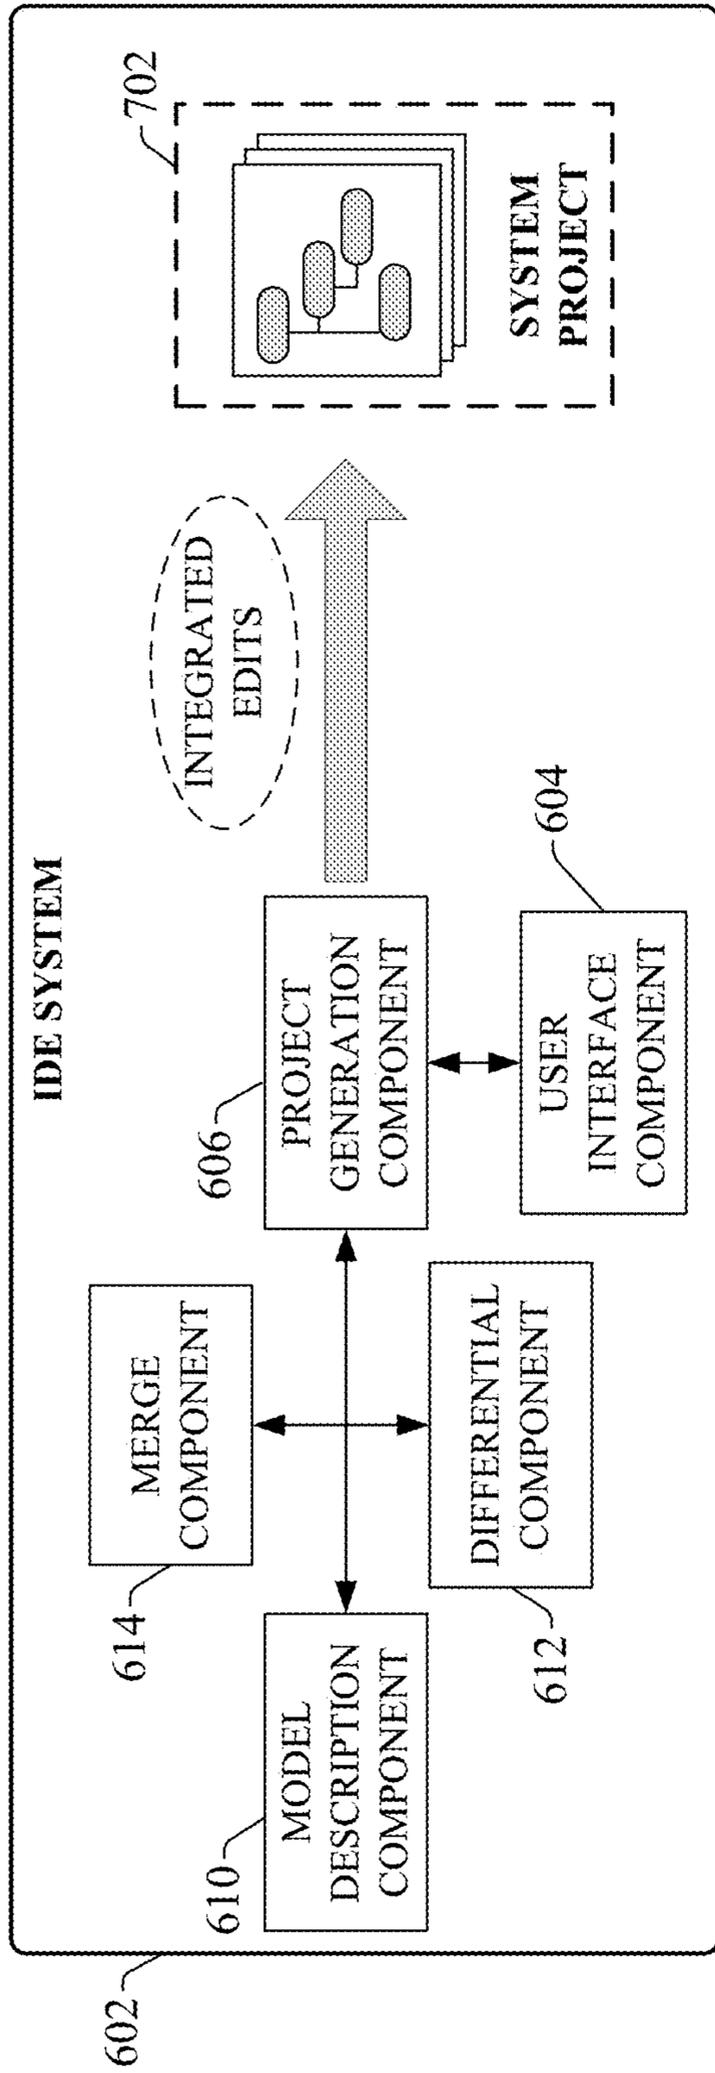 IDE SYSTEM
602
610
MODEL
DESCRIPTION
COMPONENT
614
MERGE
COMPONENT
612
DIFFERENTIAL
COMPONENT
606
PROJECT
GENERATION
COMPONENT
604
USER
INTERFACE
COMPONENT
INTEGRATED
EDITS
702
SYSTEM
PROJECT